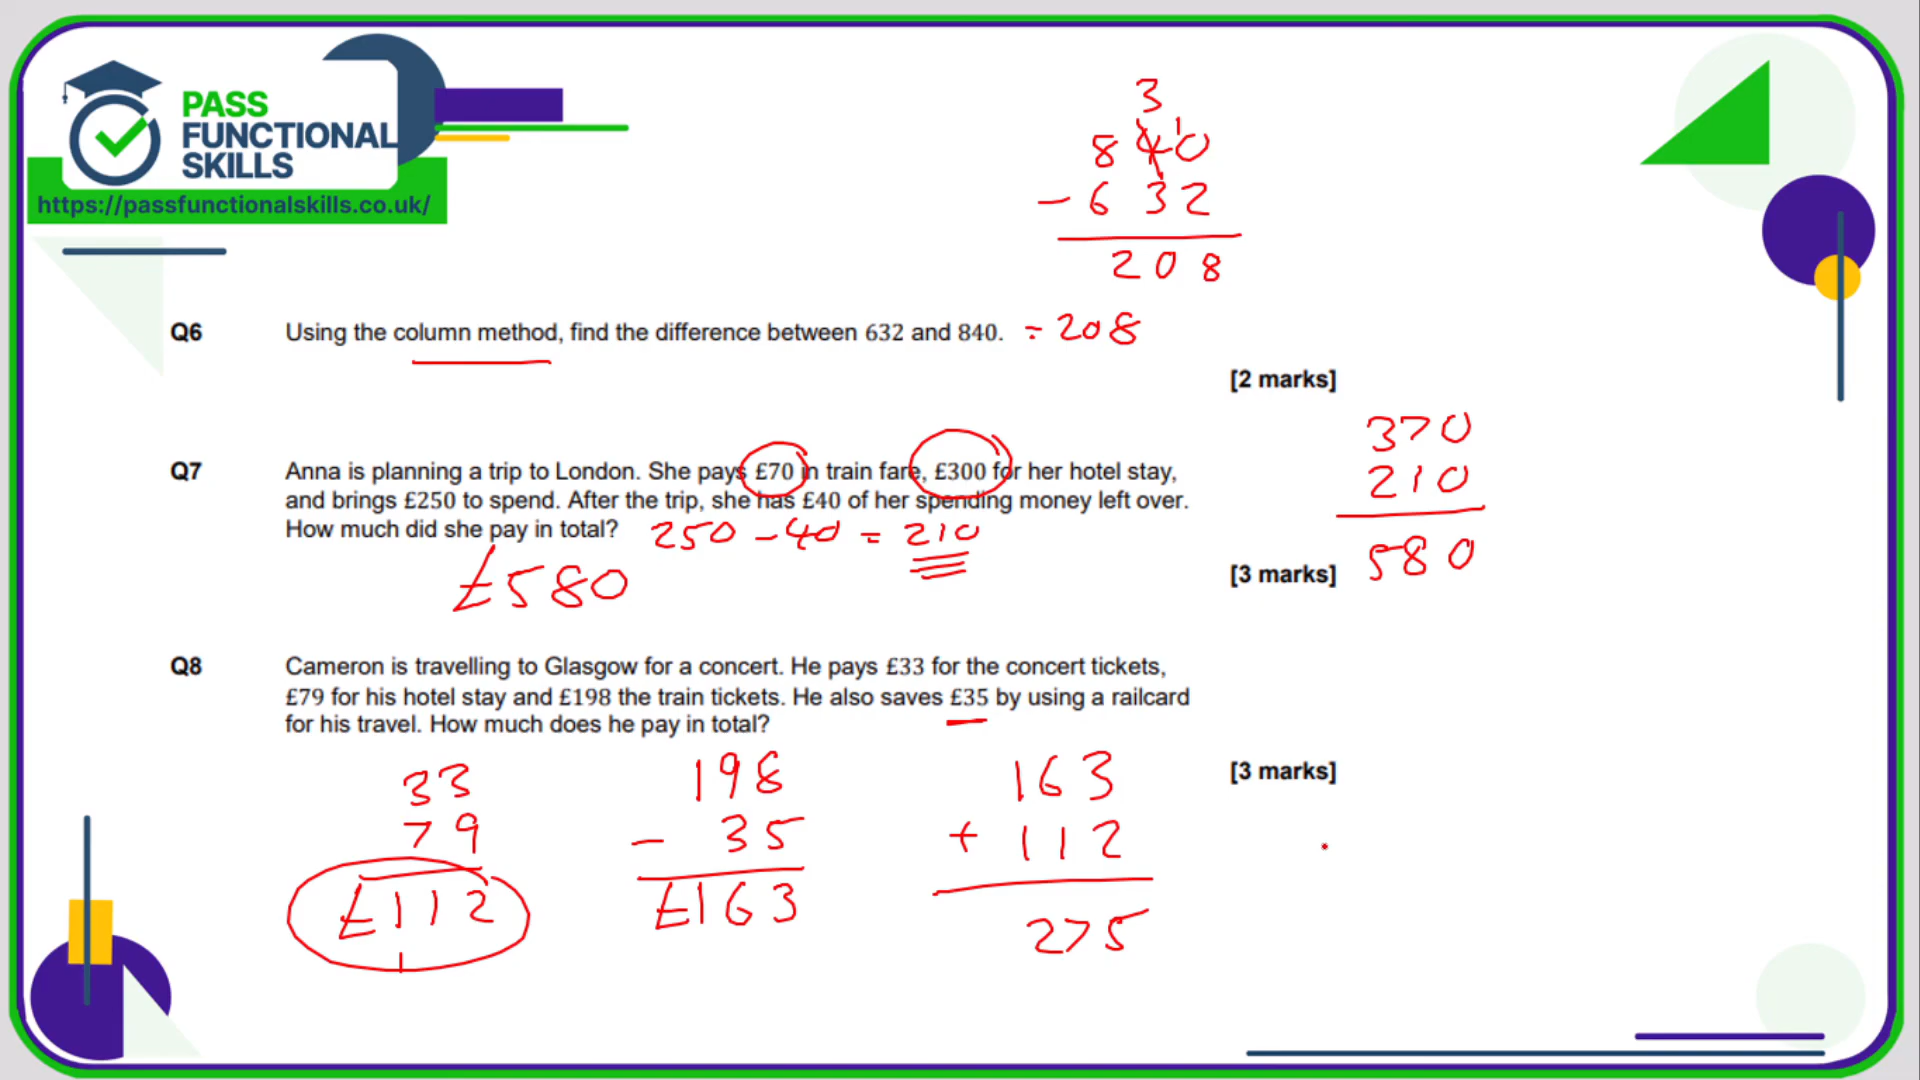 PASS
FUNCTIONAL
SKILLS
https://passfunctionalskills.co.uk/
3
8 4 10
- 6 3 2
2 0 8
Q6 Using the column method, find the difference between 632 and 840. = 208
[2 marks]
Q7 Anna is planning a trip to London. She pays £70 in train fare, £300 for her hotel stay,
and brings £250 to spend. After the trip, she has £40 of her spending money left over.
How much did she pay in total? 250 - 40 = 210
£580
[3 marks]
370
210
580
Q8 Cameron is travelling to Glasgow for a concert. He pays £33 for the concert tickets,
£79 for his hotel stay and £198 the train tickets. He also saves £35 by using a railcard
for his travel. How much does he pay in total?
[3 marks]
33
79
£112
1
198
- 35
£163
163
+ 112
275